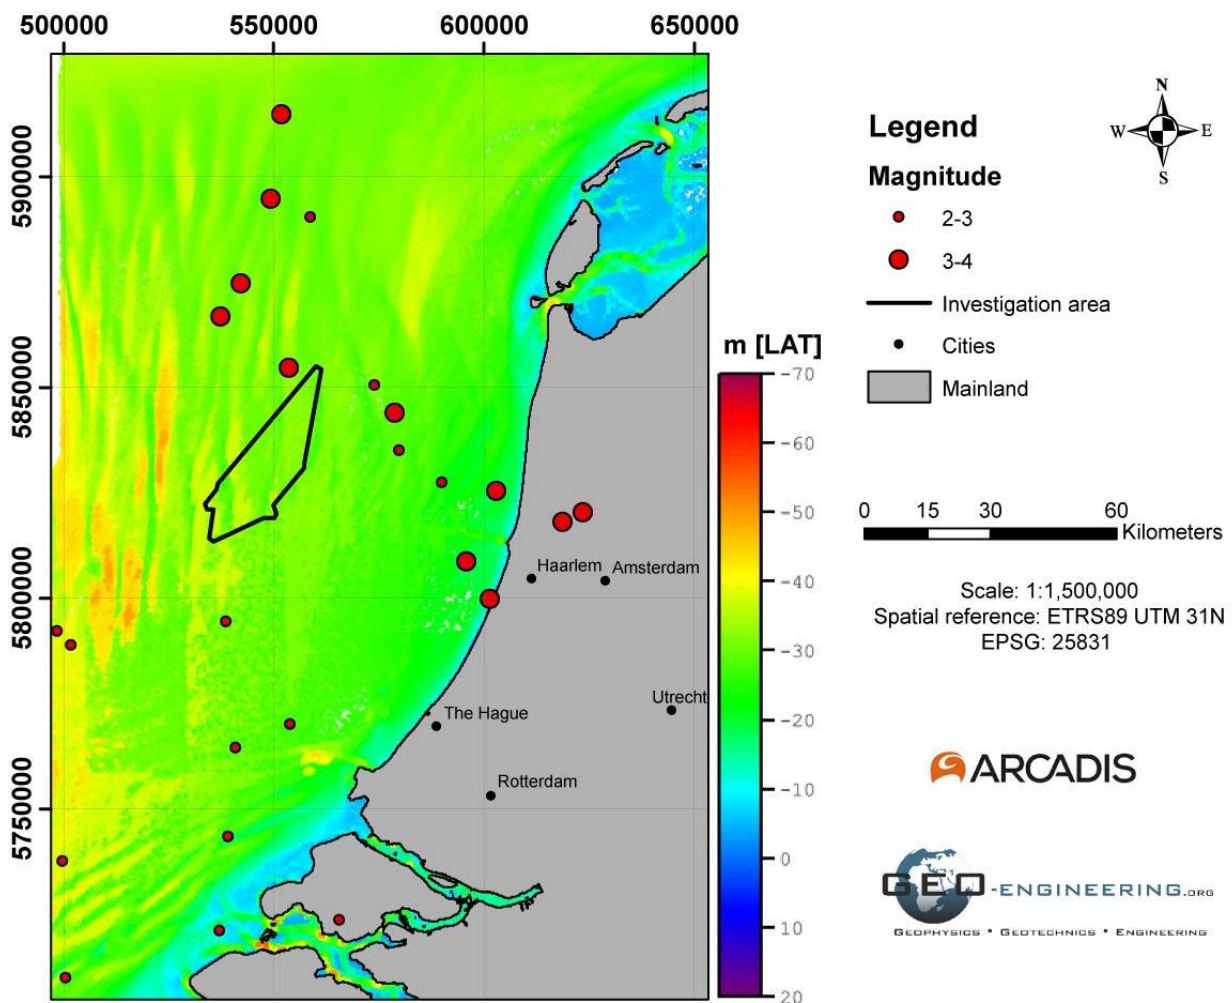 500000 550000 600000 650000
5900000
5850000
5800000
5750000
Haarlem
Amsterdam
Utrecht
The Hague
Rotterdam
m [LAT]
-70
-60
-50
-40
-30
-20
-10
0
10
20
Legend
Magnitude
2-3
3-4
Investigation area
Cities
Mainland
N
W E
S
0 15 30 60
Kilometers
Scale: 1:1,500,000
Spatial reference: ETRS89 UTM 31N
EPSG: 25831
ARCADIS
GEO-ENGINEERING.ORG
GEOPHYSICS • GEOTECHNICS • ENGINEERING